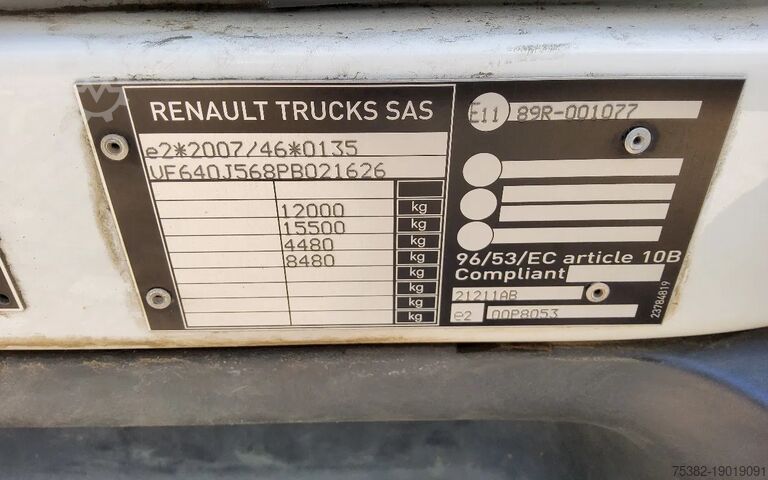 RENAULT TRUCKS SAS
e2*2007/46*0135
VF640J568PB021626
12000 kg
15500 kg
4480 kg
8480 kg
kg
kg
kg
kg
E11 89R-001077
96/53/EC article 10B
Compliant
21211AB
e2 00P8053
23784819
75382-19019091